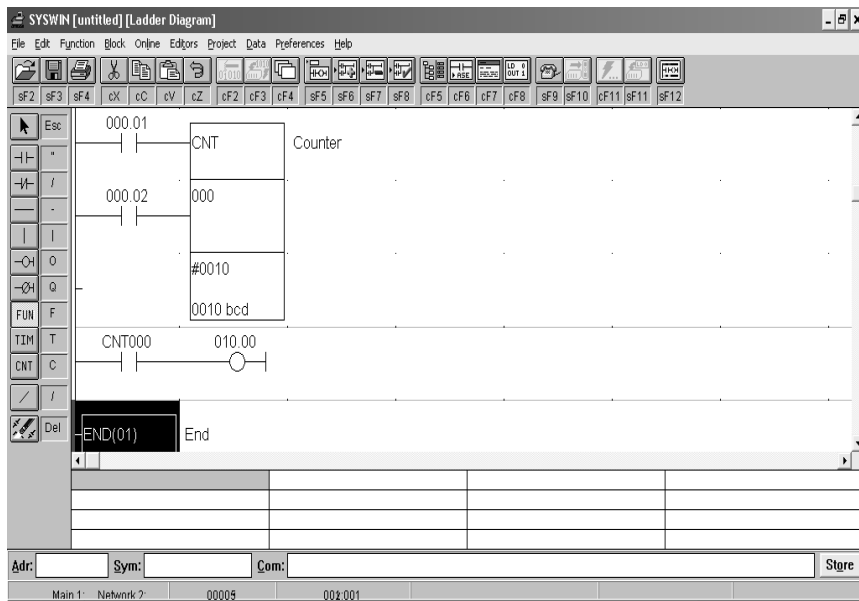 SYSWIN [untitled] [Ladder Diagram]
File Edit Function Block Online Editors Project Data Preferences Help
sF2 sF3 sF4 cX cC cV cZ cF2 cF3 cF4 sF5 sF6 sF7 sF8 cF5 cF6 cF7 cF8 sF9 sF10 cF11 sF11 sF12
Esc
"
/
-
|
O
Q
FUN F
TIM T
CNT C
/
Del
000.01
CNT Counter
000.02
000
#0010
0010 bcd
CNT000 010.00
END(01) End
Adr: Sym: Com: Store
Main 1: Network 2: 002:001